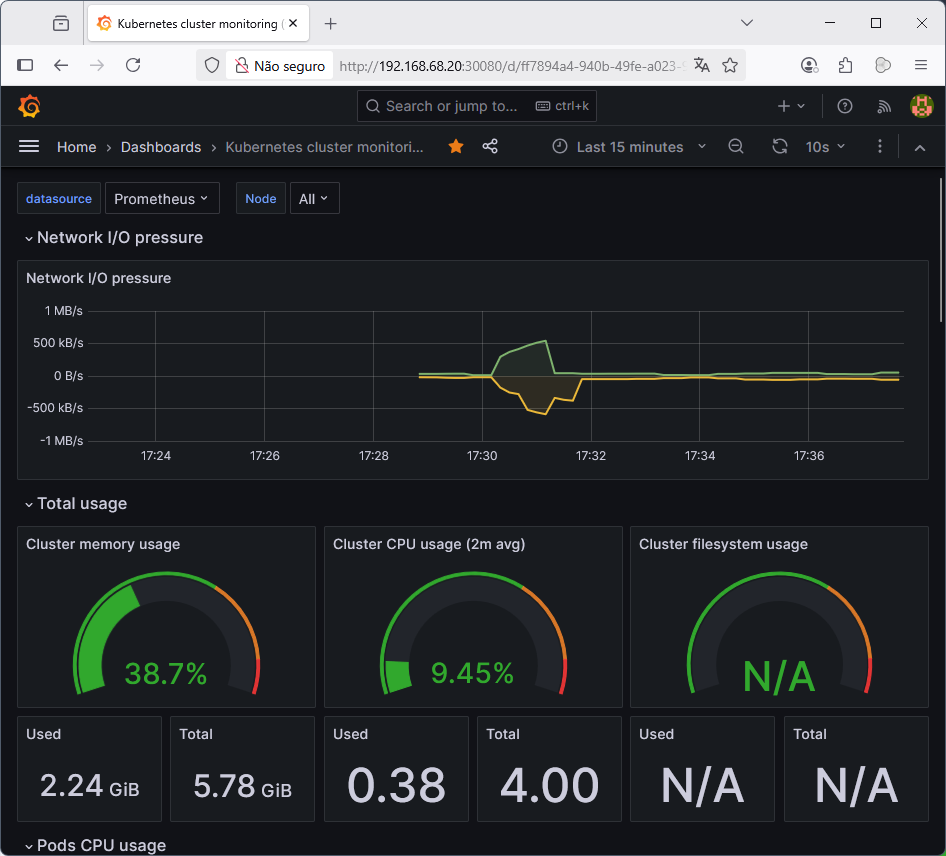 Kubernetes cluster monitoring (
Não seguro
http://192.168.68.20:30080/d/ff7894a4-940b-49fe-a023-
Search or jump to...
ctrl+k
Home
Dashboards
Kubernetes cluster monitori...
Last 15 minutes
10s
datasource
Prometheus
Node
All
Network I/O pressure
Network I/O pressure
1 MB/s
500 kB/s
0 B/s
-500 kB/s
-1 MB/s
17:24 17:26 17:28 17:30 17:32 17:34 17:36
Total usage
Cluster memory usage
38.7%
Cluster CPU usage (2m avg)
9.45%
Cluster filesystem usage
N/A
Used
2.24 GiB
Total
5.78 GiB
Used
0.38
Total
4.00
Used
N/A
Total
N/A
Pods CPU usage